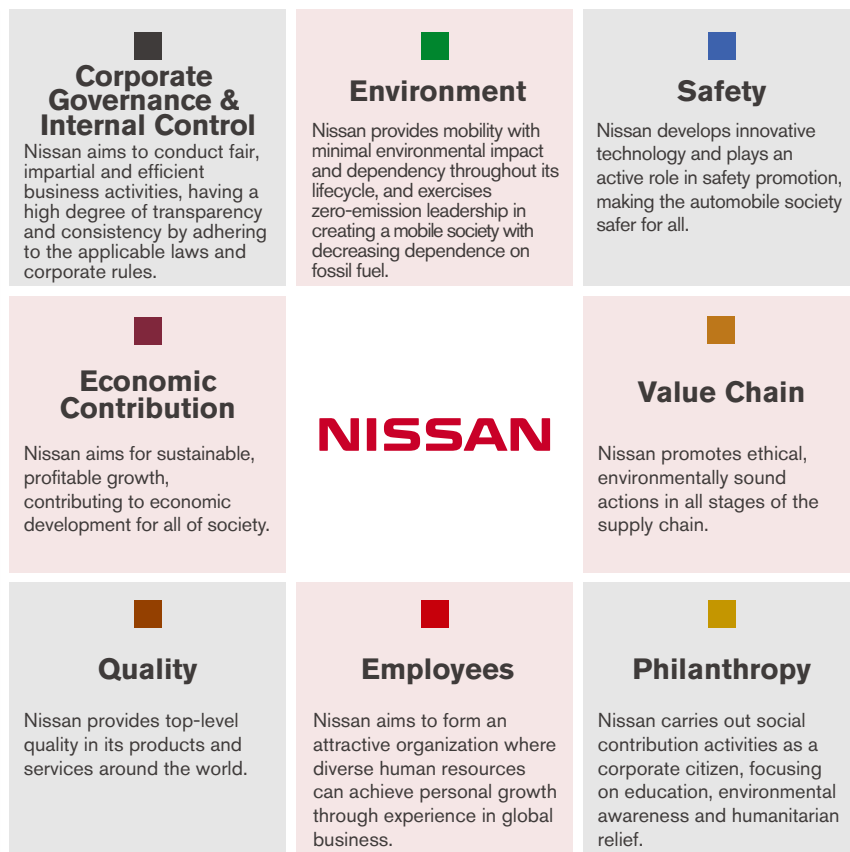 Corporate
Governance &
Internal Control
Nissan aims to conduct fair,
impartial and efficient
business activities, having a
high degree of transparency
and consistency by adhering
to the applicable laws and
corporate rules.
Environment
Nissan provides mobility with
minimal environmental impact
and dependency throughout its
lifecycle, and exercises
zero-emission leadership in
creating a mobile society with
decreasing dependence on
fossil fuel.
Safety
Nissan develops innovative
technology and plays an
active role in safety promotion,
making the automobile society
safer for all.
Economic
Contribution
Nissan aims for sustainable,
profitable growth,
contributing to economic
development for all of society.
NISSAN
Value Chain
Nissan promotes ethical,
environmentally sound
actions in all stages of the
supply chain.
Quality
Nissan provides top-level
quality in its products and
services around the world.
Employees
Nissan aims to form an
attractive organization where
diverse human resources
can achieve personal growth
through experience in global
business.
Philanthropy
Nissan carries out social
contribution activities as a
corporate citizen, focusing
on education, environmental
awareness and humanitarian
relief.